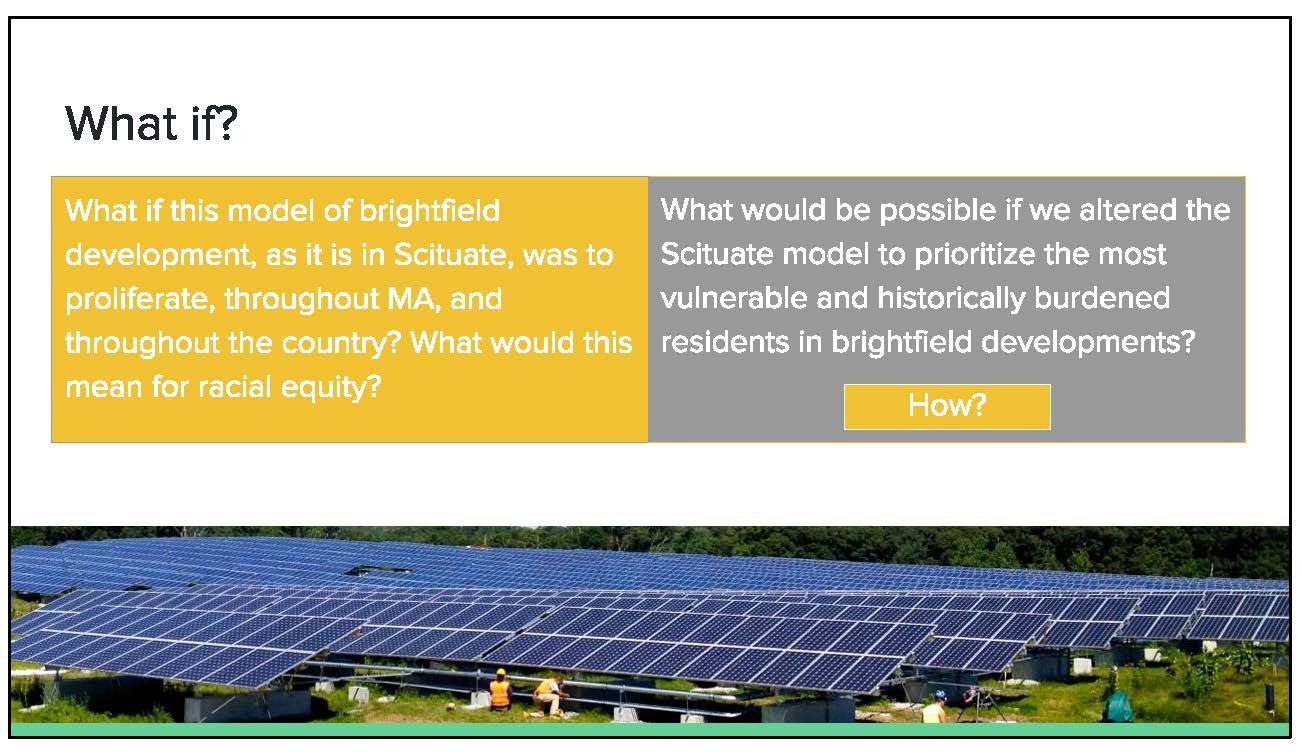 What if?
What if this model of brightfield
development, as it is in Scituate, was to
proliferate, throughout MA, and
throughout the country? What would this
mean for racial equity?
What would be possible if we altered the
Scituate model to prioritize the most
vulnerable and historically burdened
residents in brightfield developments?
How?